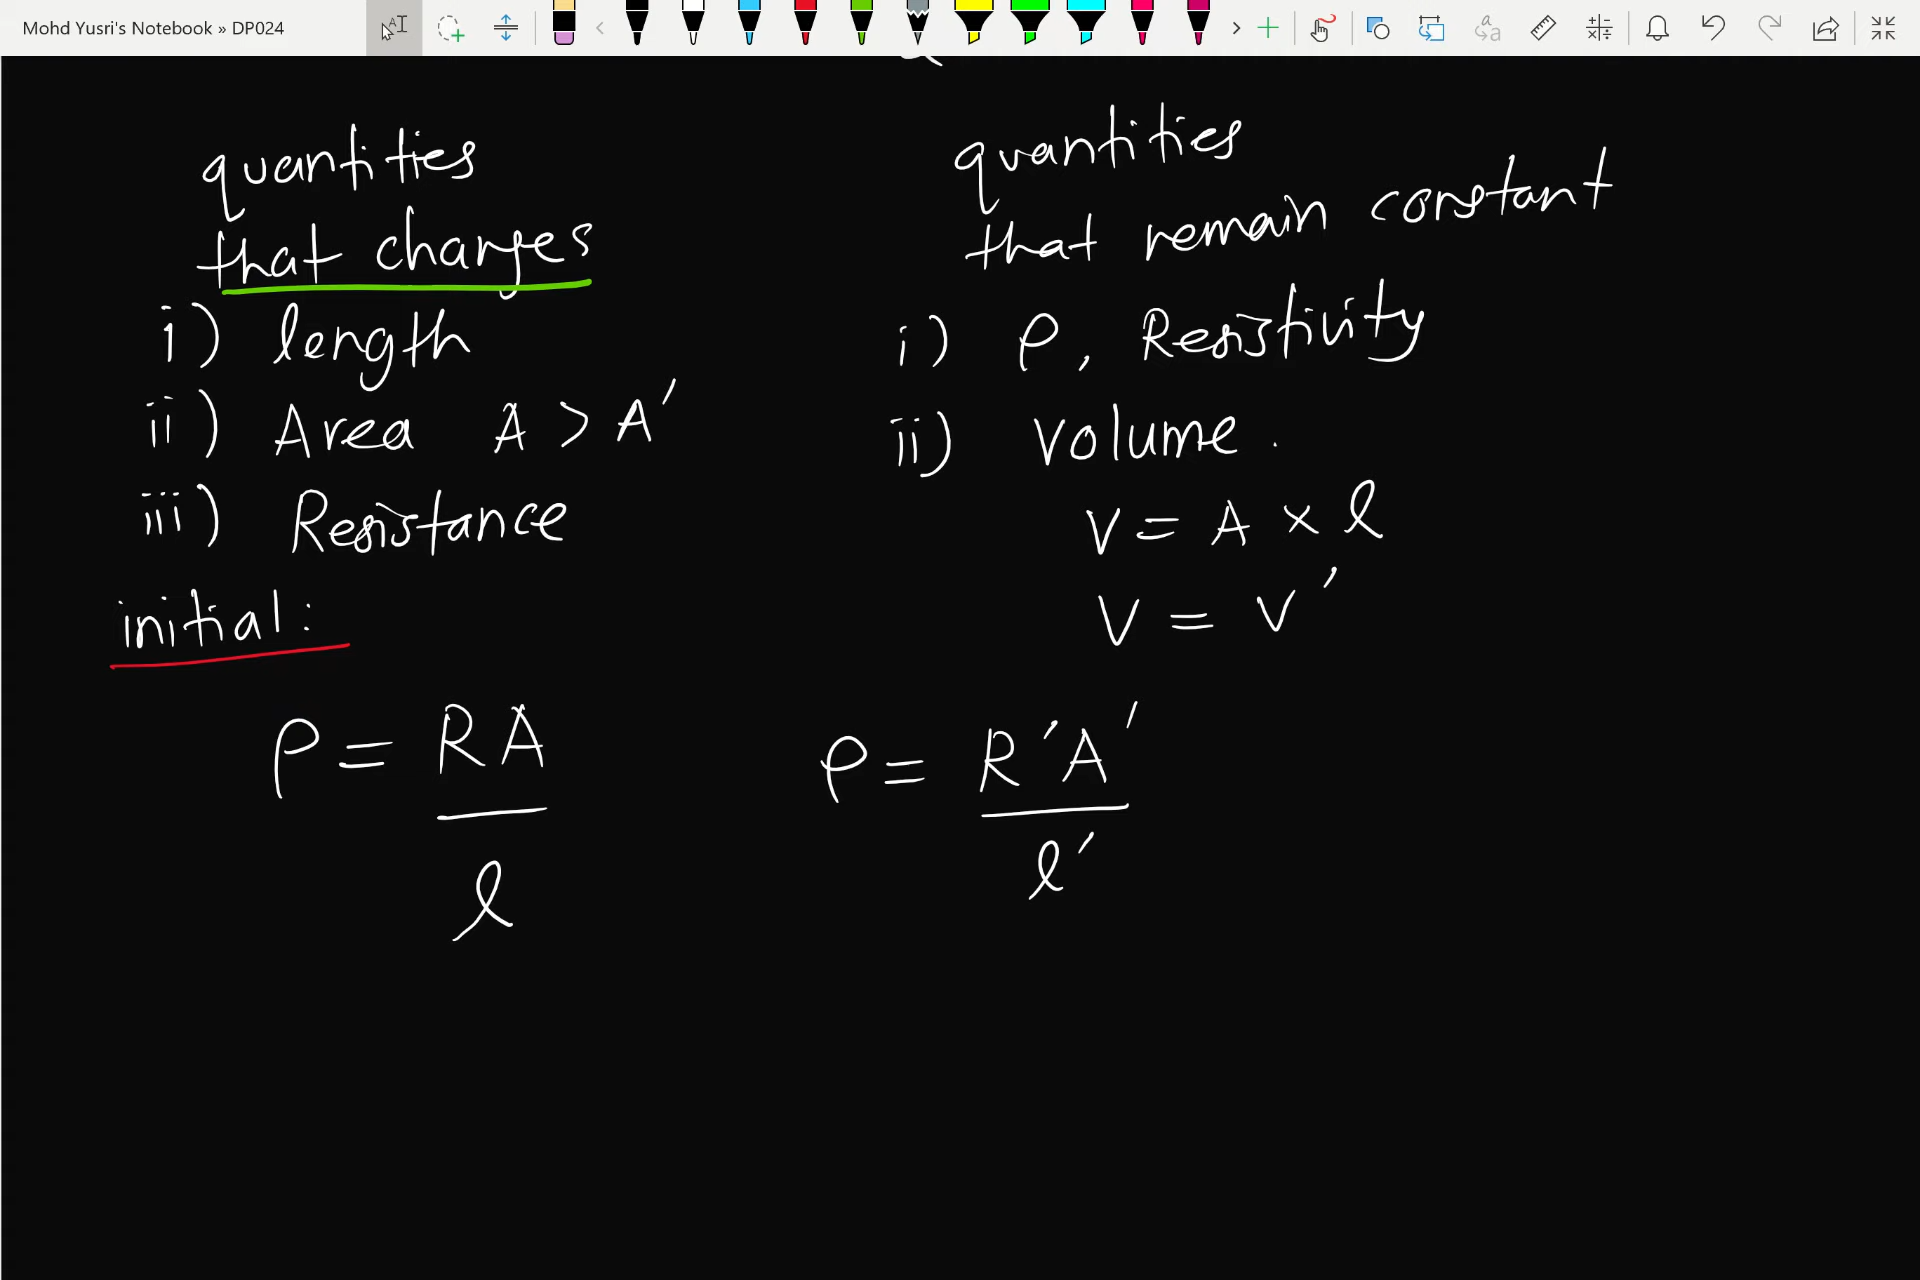 Mohd Yusri's Notebook » DP024
quantities
that changes
i) length
ii) Area A > A'
iii) Resistance
quantities
that remain constant
i) ρ, Resistivity
ii) Volume.
V = A × l
V = V'
initial:
ρ = RA
l
ρ = R'A'
l'